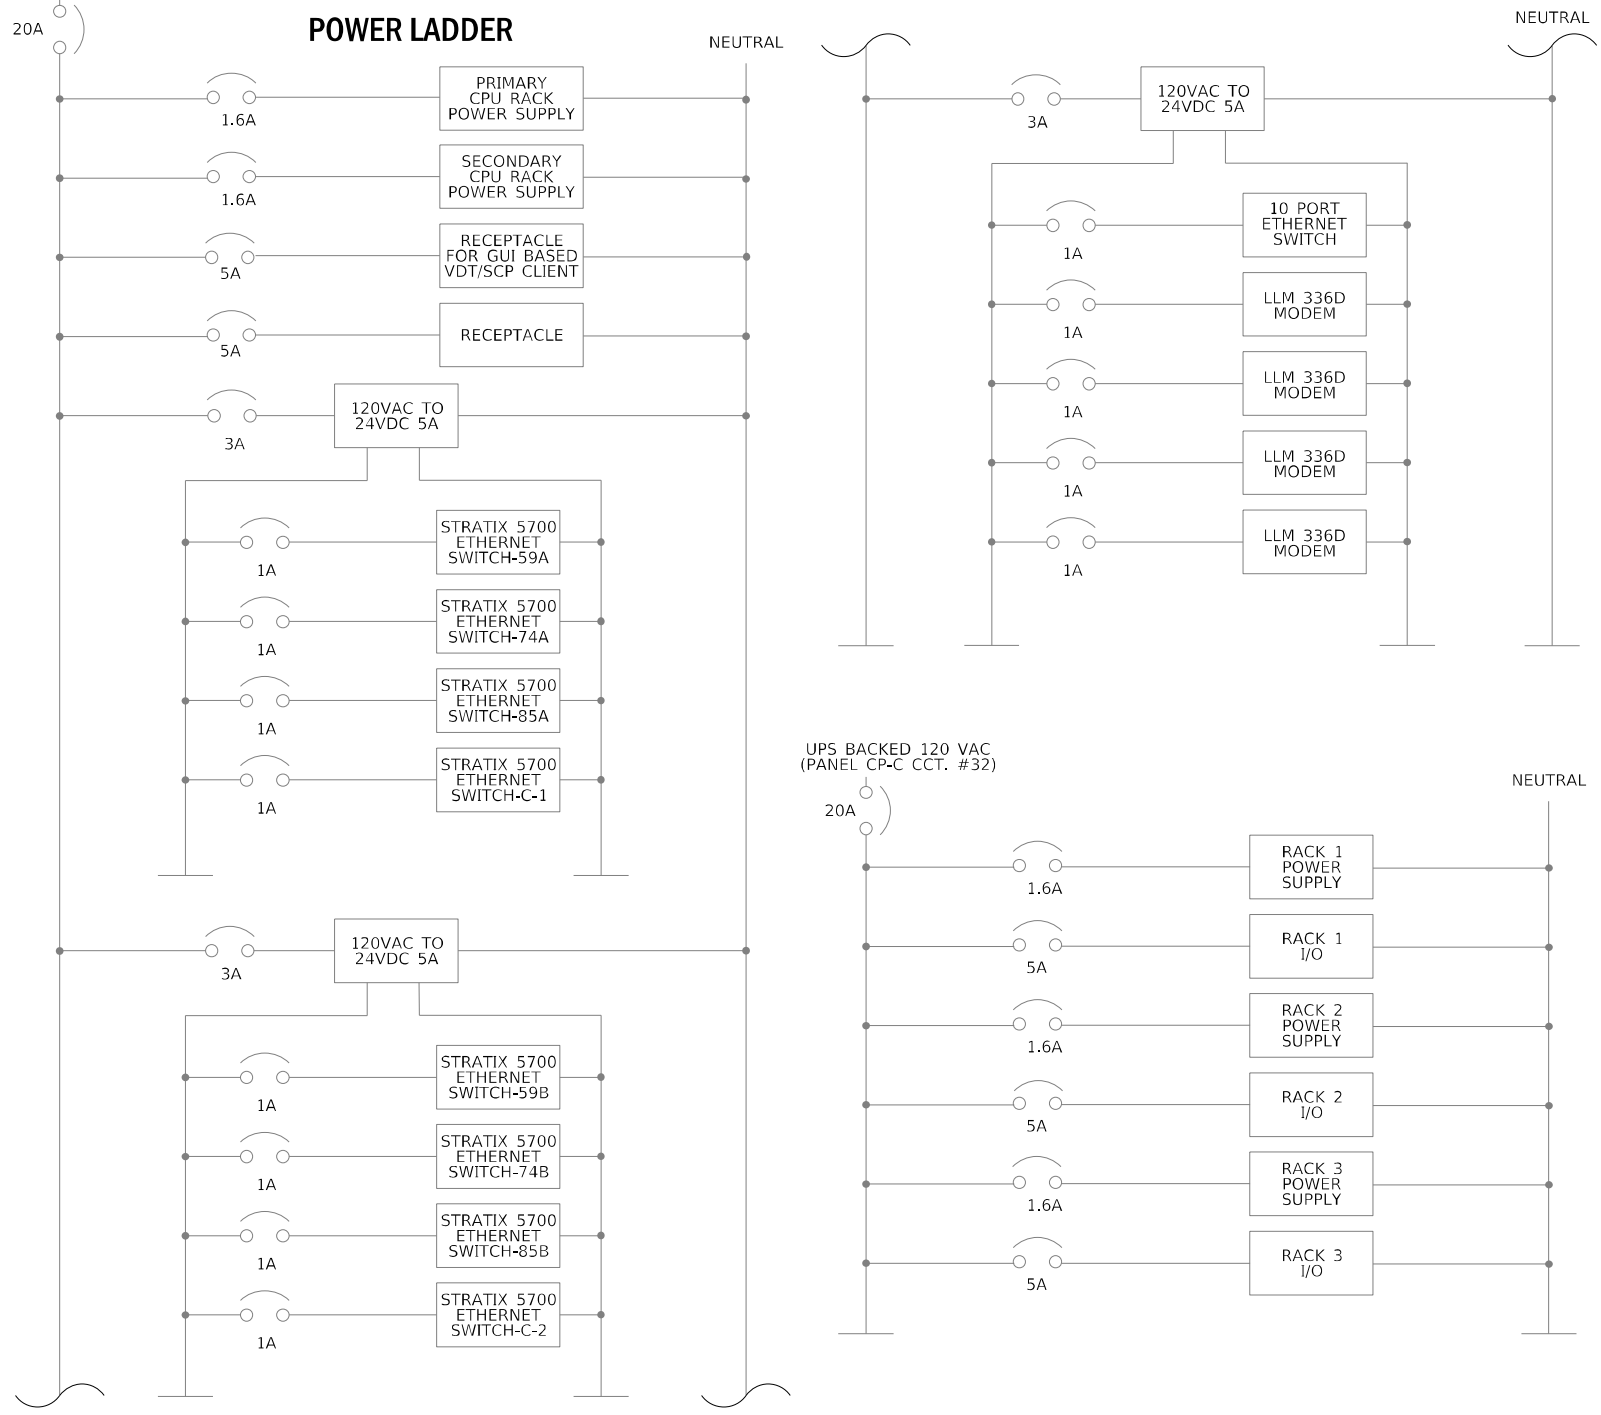 POWER LADDER
20A
NEUTRAL
1.6A
PRIMARY
CPU RACK
POWER SUPPLY
1.6A
SECONDARY
CPU RACK
POWER SUPPLY
5A
RECEPTACLE
FOR GUI BASED
VDT/SCP CLIENT
5A
RECEPTACLE
3A
120VAC TO
24VDC 5A
1A
STRATIX 5700
ETHERNET
SWITCH-59A
1A
STRATIX 5700
ETHERNET
SWITCH-74A
1A
STRATIX 5700
ETHERNET
SWITCH-85A
1A
STRATIX 5700
ETHERNET
SWITCH-C-1
3A
120VAC TO
24VDC 5A
1A
STRATIX 5700
ETHERNET
SWITCH-59B
1A
STRATIX 5700
ETHERNET
SWITCH-74B
1A
STRATIX 5700
ETHERNET
SWITCH-85B
1A
STRATIX 5700
ETHERNET
SWITCH-C-2
NEUTRAL
3A
120VAC TO
24VDC 5A
1A
10 PORT
ETHERNET
SWITCH
1A
LLM 336D
MODEM
1A
LLM 336D
MODEM
1A
LLM 336D
MODEM
1A
LLM 336D
MODEM
UPS BACKED 120 VAC
(PANEL CP-C CCT. #32)
20A
NEUTRAL
1.6A
RACK 1
POWER
SUPPLY
5A
RACK 1
I/O
1.6A
RACK 2
POWER
SUPPLY
5A
RACK 2
I/O
1.6A
RACK 3
POWER
SUPPLY
5A
RACK 3
I/O